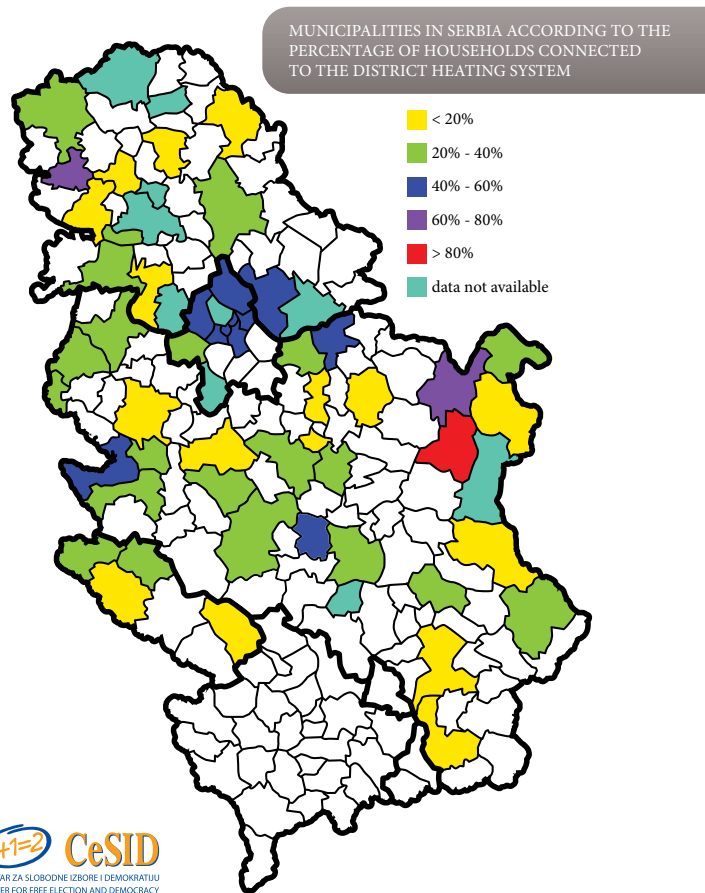 MUNICIPALITIES IN SERBIA ACCORDING TO THE
PERCENTAGE OF HOUSEHOLDS CONNECTED
TO THE DISTRICT HEATING SYSTEM
< 20%
20% - 40%
40% - 60%
60% - 80%
> 80%
data not available
+1=2
CeSID
AR ZA SLOBODNE IZBORE I DEMOKRATIJU
ER FOR FREE ELECTION AND DEMOCRACY